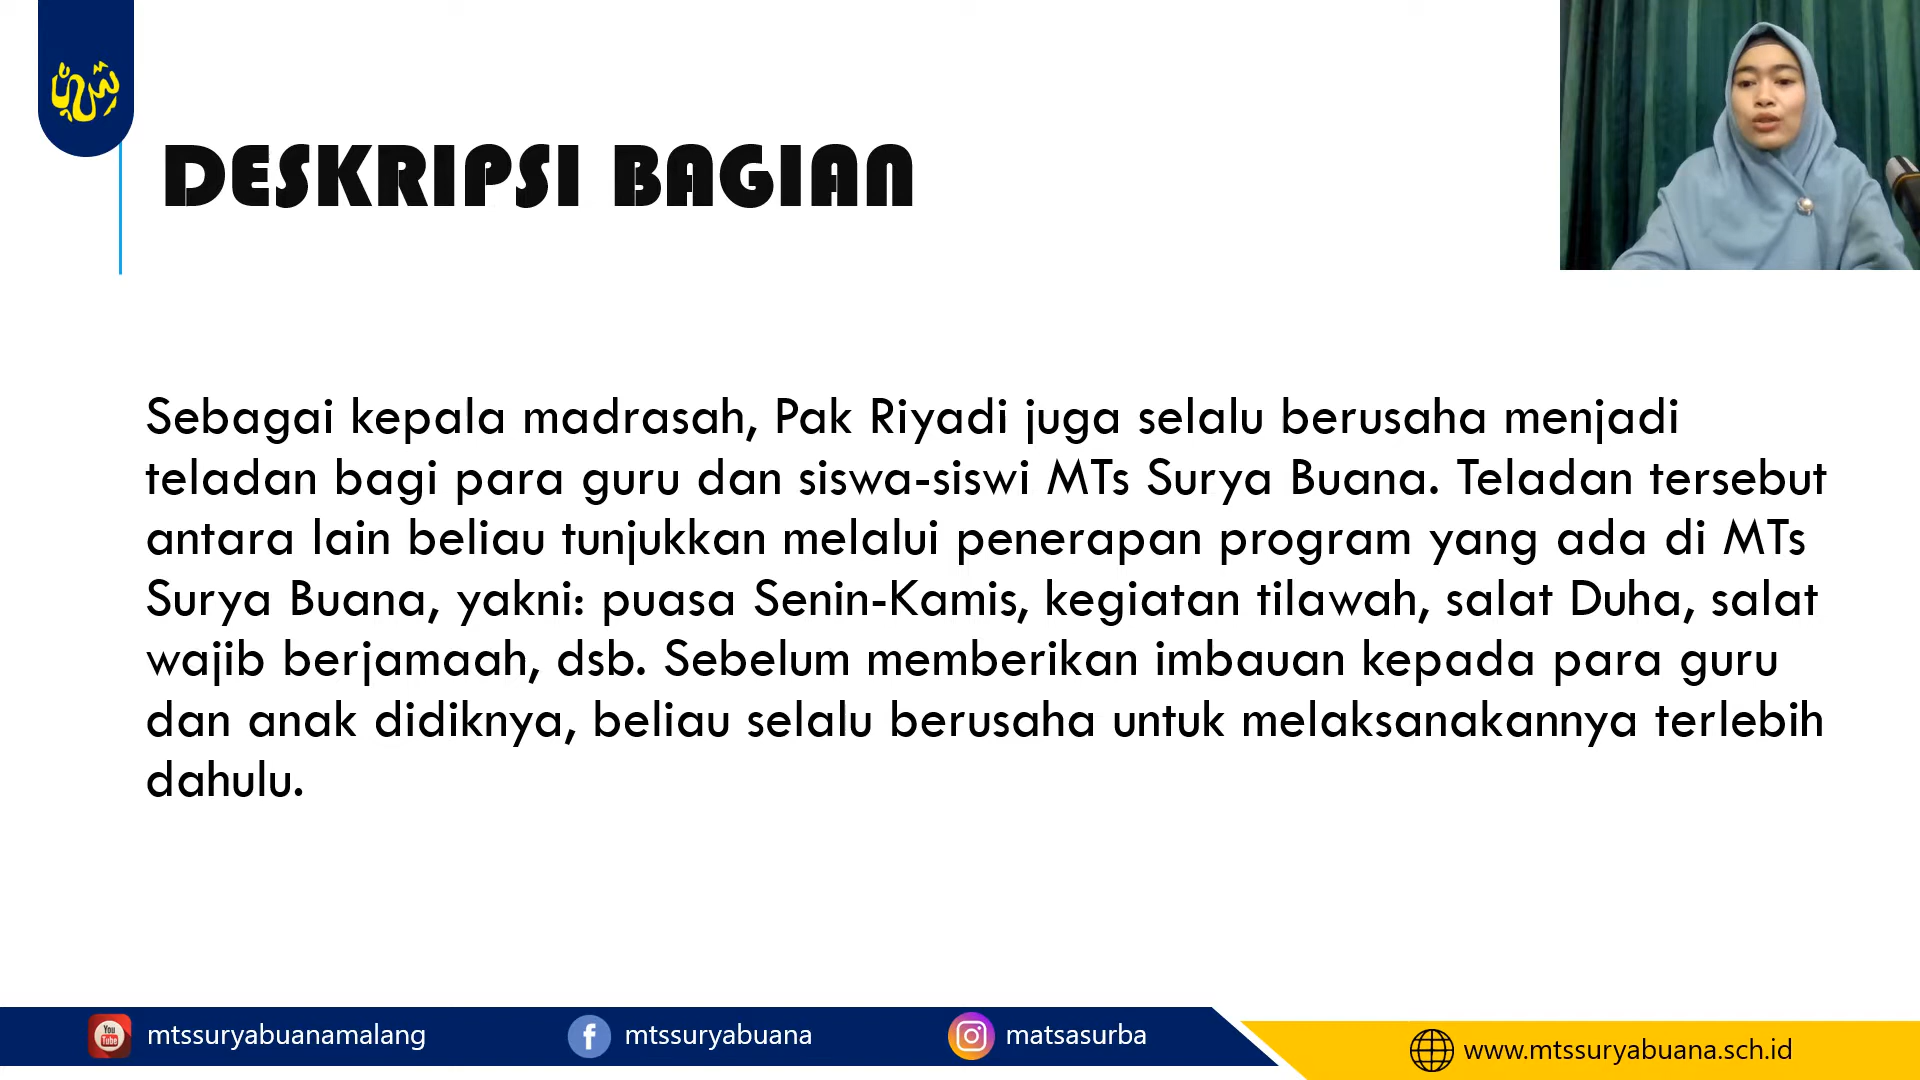 DESKRIPSI BAGIAN
Sebagai kepala madrasah, Pak Riyadi juga selalu berusaha menjadi
teladan bagi para guru dan siswa-siswi MTs Surya Buana. Teladan tersebut
antara lain beliau tunjukkan melalui penerapan program yang ada di MTs
Surya Buana, yakni: puasa Senin-Kamis, kegiatan tilawah, salat Duha, salat
wajib berjamaah, dsb. Sebelum memberikan imbauan kepada para guru
dan anak didiknya, beliau selalu berusaha untuk melaksanakannya terlebih
dahulu.
You
Tube
mtssuryabuanamalang
mtssuryabuana
matsasurba
www.mtssuryabuana.sch.id